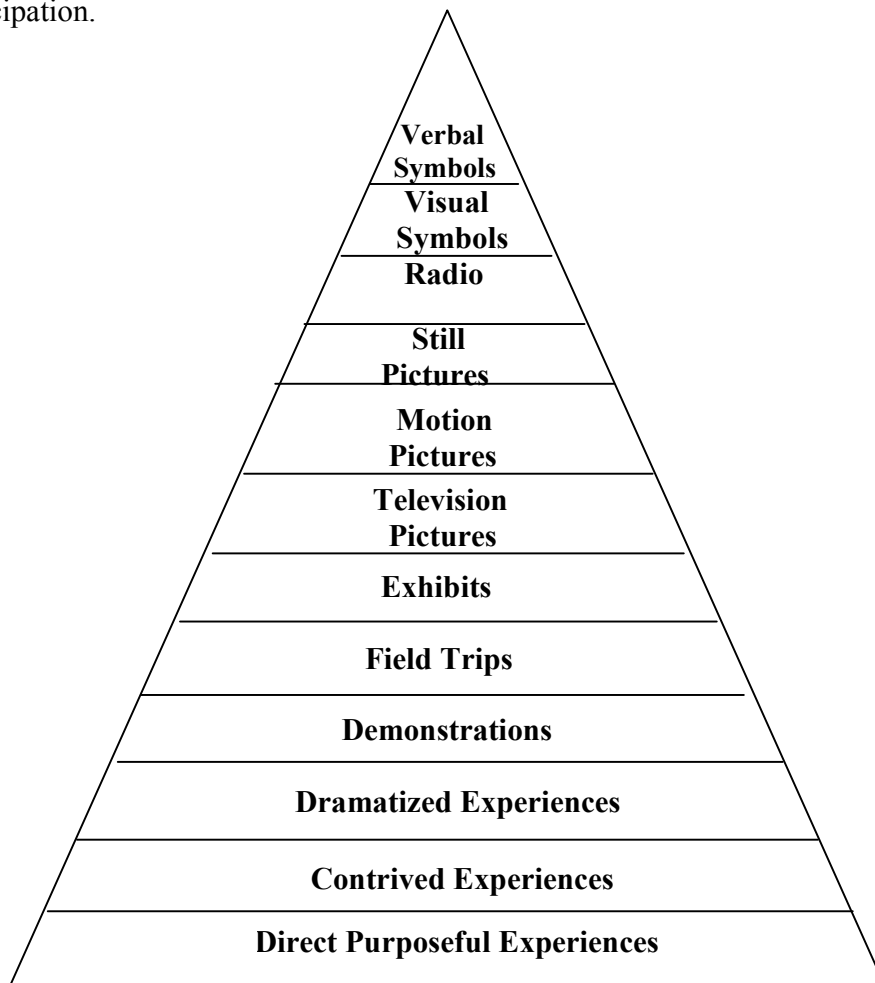 cipation.
Verbal
Symbols
Visual
Symbols
Radio
Still
Pictures
Motion
Pictures
Television
Pictures
Exhibits
Field Trips
Demonstrations
Dramatized Experiences
Contrived Experiences
Direct Purposeful Experiences